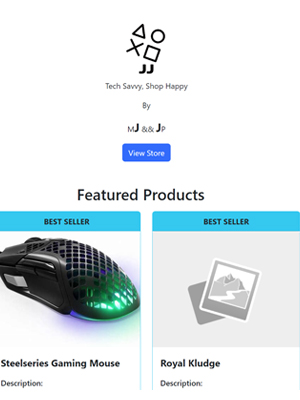 JJ
Tech Savvy, Shop Happy
By
MJ && JP
View Store
Featured Products
BEST SELLER
BEST SELLER
Steelseries Gaming Mouse
Royal Kludge
Description:
Description: